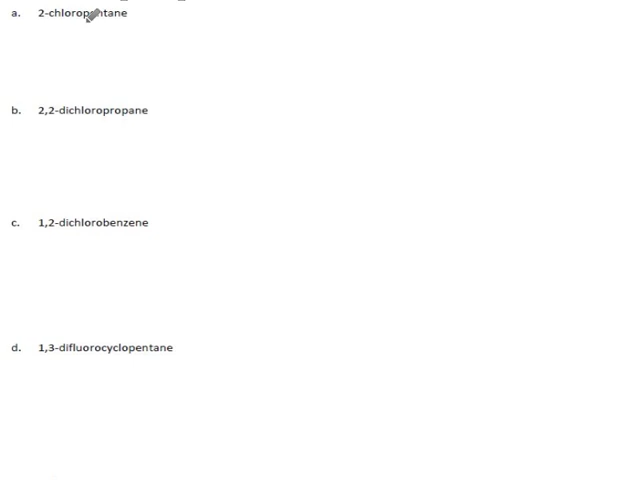 a. 2-chloropentane
b. 2,2-dichloropropane
c. 1,2-dichlorobenzene
d. 1,3-difluorocyclopentane